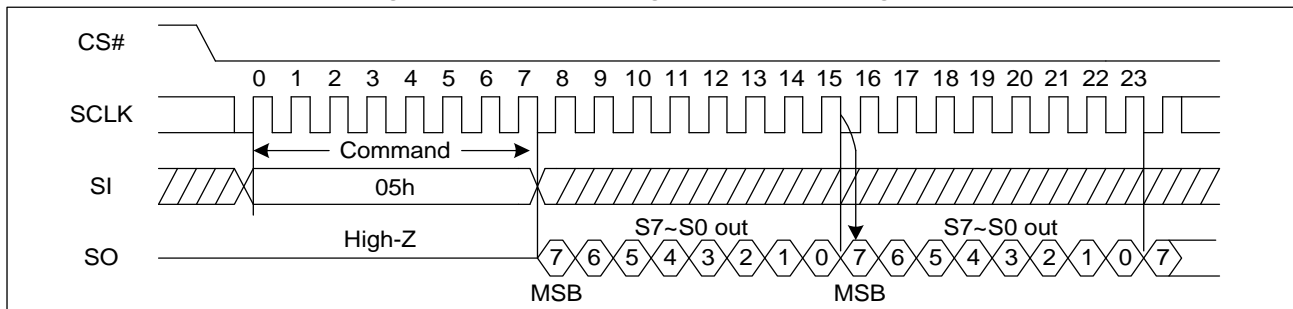 CS#
0 1 2 3 4 5 6 7 8 9 10 11 12 13 14 15 16 17 18 19 20 21 22 23
SCLK
Command
SI
05h
High-Z
S7~S0 out S7~S0 out
SO
7 6 5 4 3 2 1 0 7 6 5 4 3 2 1 0 7
MSB MSB